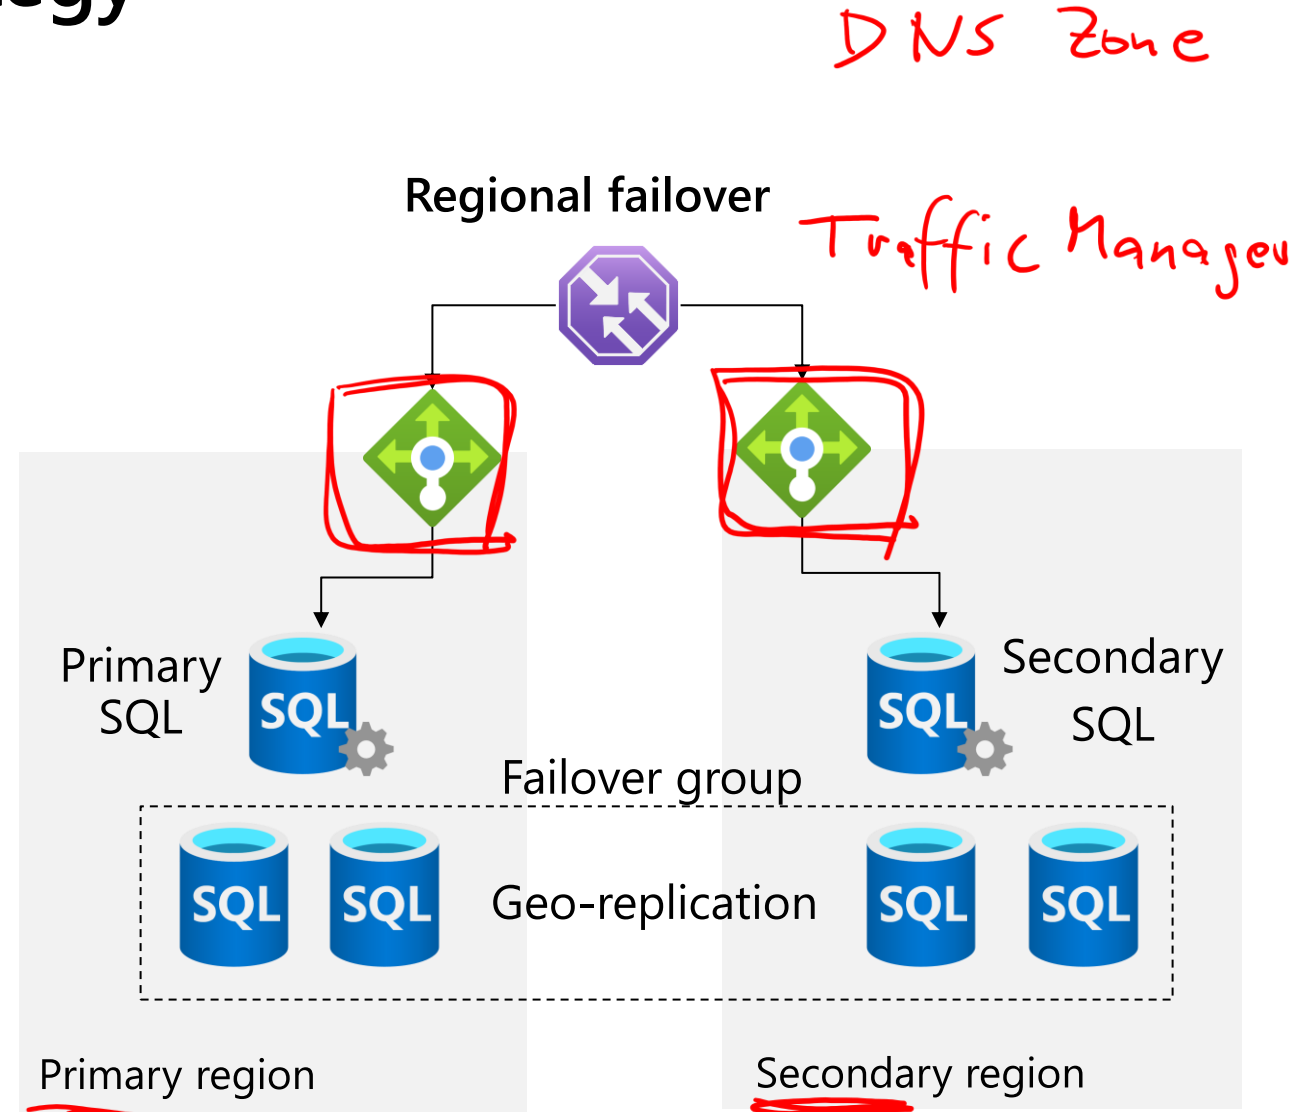 egy
DNS Zone
Regional failover
Traffic Manager
Primary
SQL
SQL
SQL
Secondary
SQL
Failover group
SQL
SQL
Geo-replication
SQL
SQL
Primary region
Secondary region